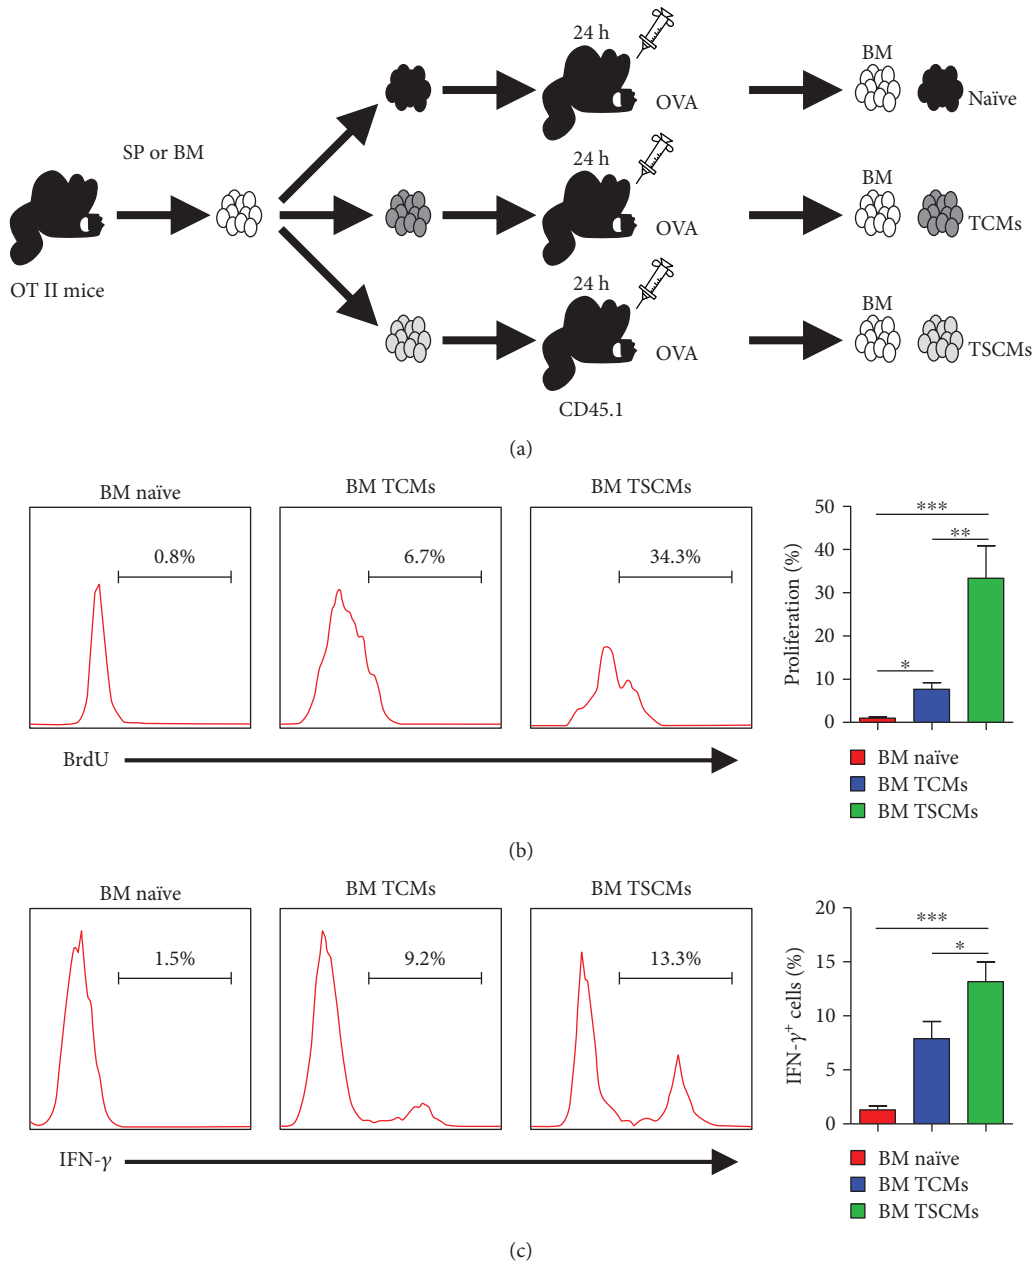 24 h
BM
OVA
Naïve
SP or BM
24 h
BM
OVA
TCMs
OT II mice
24 h
BM
OVA
TSCMs
CD45.1
(a)
BM naïve
BM TCMs
BM TSCMs
0.8%
6.7%
34.3%
BrdU
Proliferation (%)
50
40
30
20
10
0
***
**
*
BM naïve
BM TCMs
BM TSCMs
(b)
BM naïve
BM TCMs
BM TSCMs
1.5%
9.2%
13.3%
IFN-γ
IFN-γ⁺ cells (%)
20
15
10
5
0
***
*
BM naïve
BM TCMs
BM TSCMs
(c)